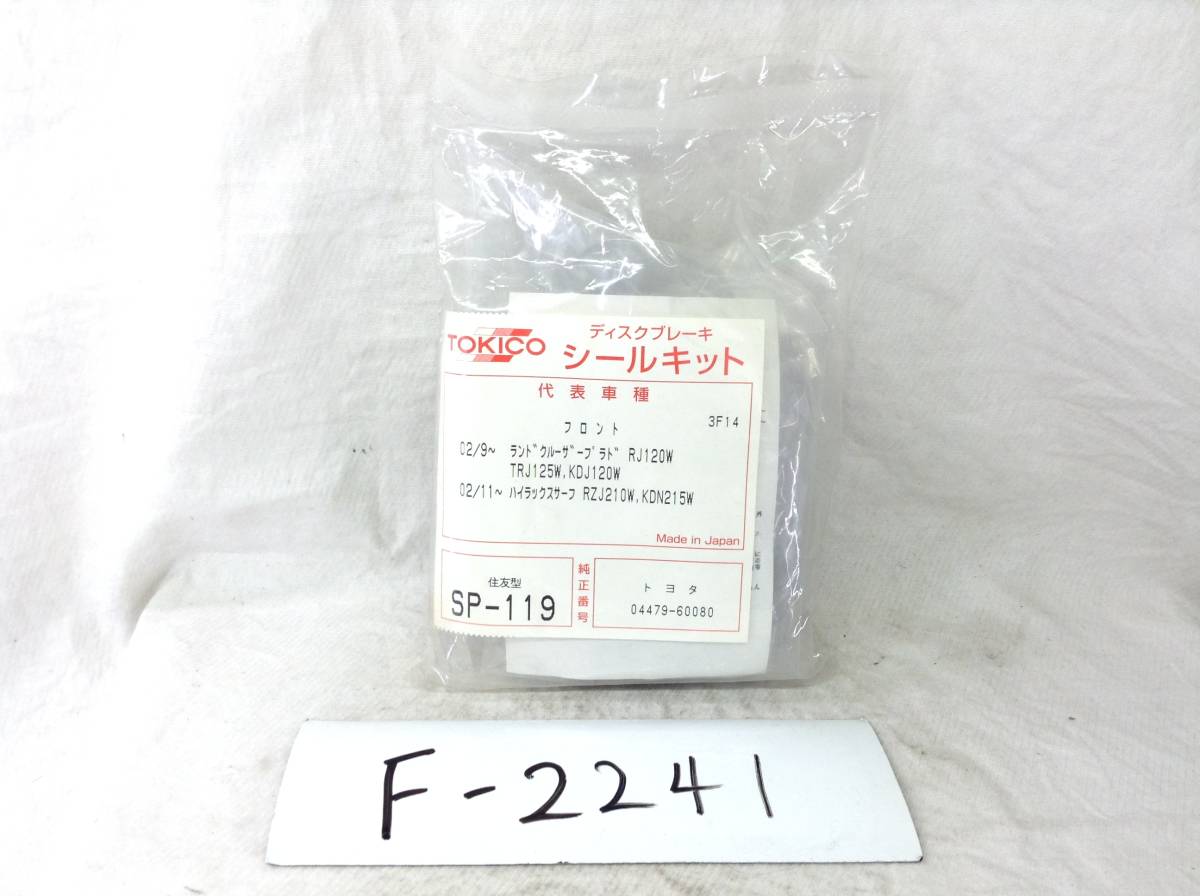 TOKICO
ディスクブレーキ
シールキット
代表車種
フロント
3F14
02/9~ ﾗﾝﾄﾞｸﾙｰｻﾞｰﾌﾟﾗﾄﾞ RJ120W
TRJ125W,KDJ120W
02/11~ ﾊｲﾗｯｸｽｻｰﾌ RZJ210W,KDN215W
Made in Japan
住友型
SP-119
純正番号
トヨタ
04479-60080
F-2241